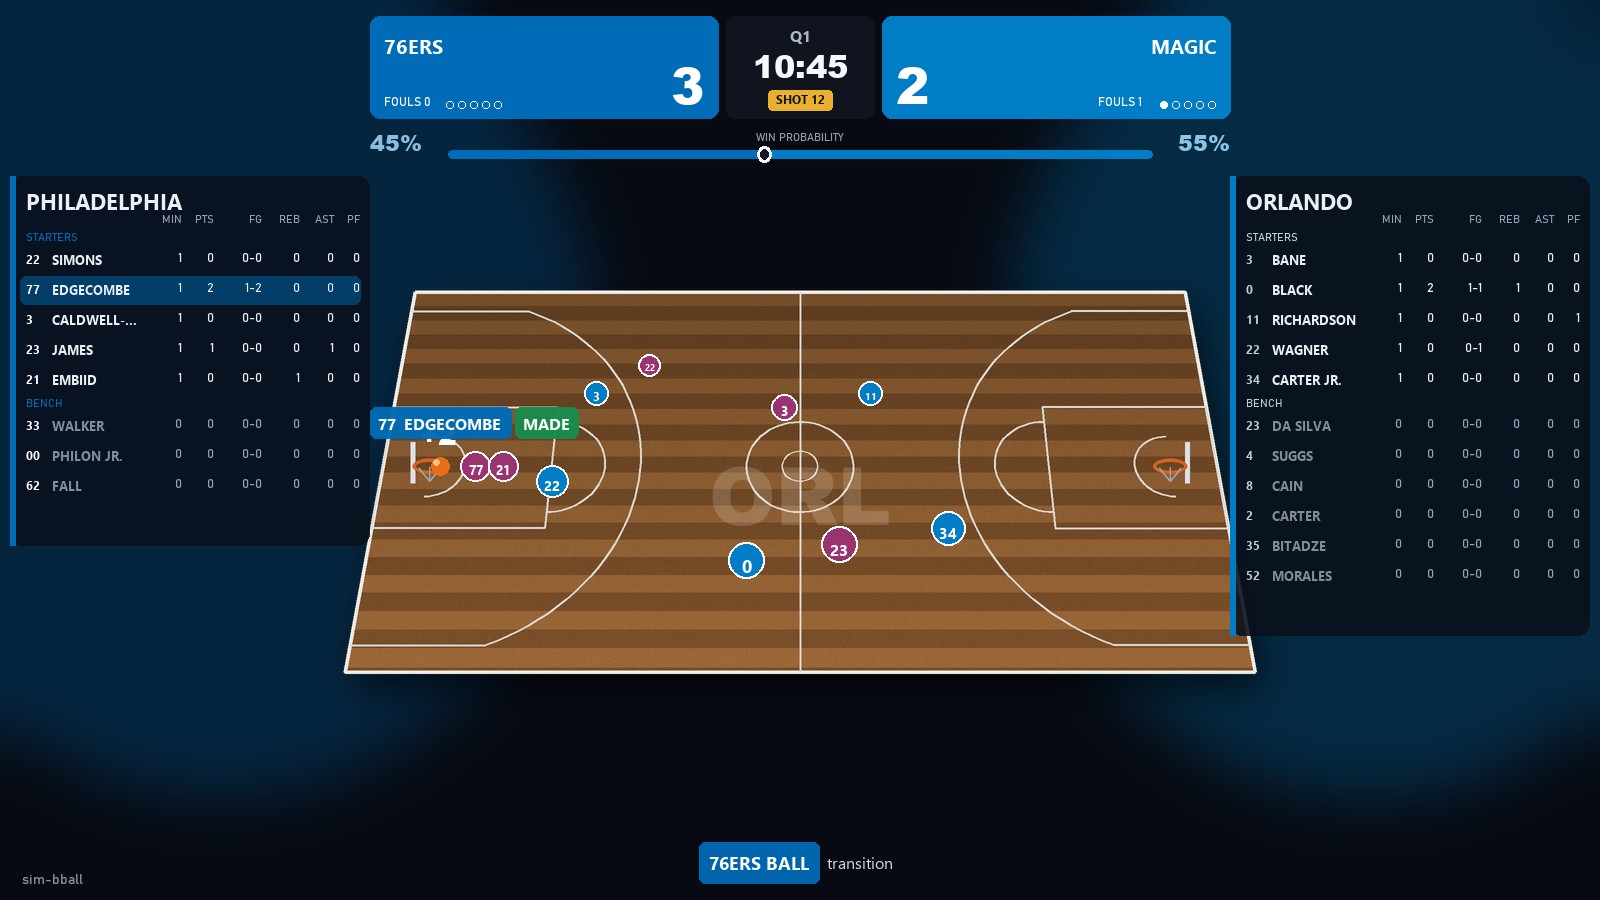 76ERS
3
FOULS 0
Q1
10:45
SHOT 12
MAGIC
2
FOULS 1
45%
WIN PROBABILITY
55%
PHILADELPHIA
MIN PTS FG REB AST PF
STARTERS
22 SIMONS 1 0 0-0 0 0 0
77 EDGECOMBE 1 2 1-2 0 0 0
3 CALDWELL-... 1 0 0-0 0 0 0
23 JAMES 1 1 0-0 0 1 0
21 EMBIID 1 0 0-0 1 0 0
BENCH
33 WALKER 0 0 0-0 0 0 0
00 PHILON JR. 0 0 0-0 0 0 0
62 FALL 0 0 0-0 0 0 0
ORLANDO
MIN PTS FG REB AST PF
STARTERS
3 BANE 1 0 0-0 0 0 0
0 BLACK 1 2 1-1 1 0 0
11 RICHARDSON 1 0 0-0 0 0 1
22 WAGNER 1 0 0-1 0 0 0
34 CARTER JR. 1 0 0-0 0 0 0
BENCH
23 DA SILVA 0 0 0-0 0 0 0
4 SUGGS 0 0 0-0 0 0 0
8 CAIN 0 0 0-0 0 0 0
2 CARTER 0 0 0-0 0 0 0
35 BITADZE 0 0 0-0 0 0 0
52 MORALES 0 0 0-0 0 0 0
22
3
3
11
77 EDGECOMBE MADE
77
21
22
ORL
34
23
0
76ERS BALL transition
sim-bball